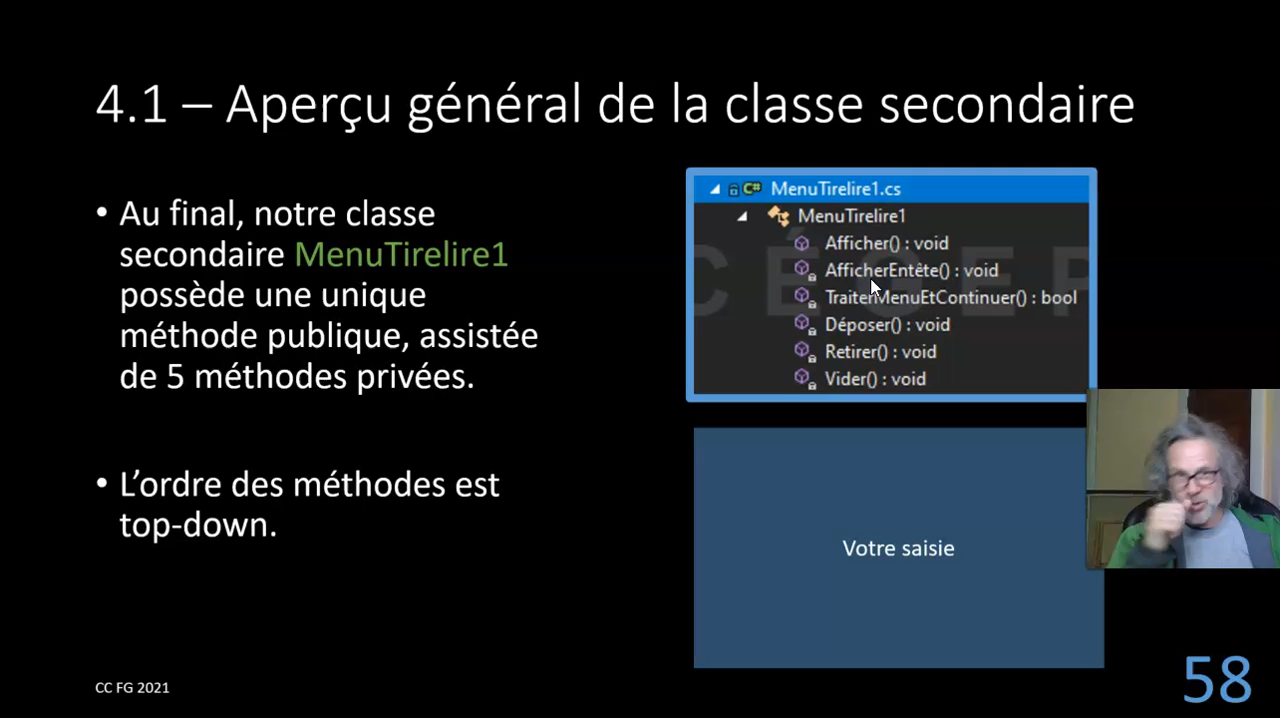 4.1 – Aperçu général de la classe secondaire
• Au final, notre classe
secondaire MenuTirelire1
possède une unique
méthode publique, assistée
de 5 méthodes privées.
• L’ordre des méthodes est
top-down.
C# MenuTirelire1.cs
MenuTirelire1
Afficher() : void
AfficherEntête() : void
TraiterMenuEtContinuer() : bool
Déposer() : void
Retirer() : void
Vider() : void
CÉGEP
Votre saisie
CC FG 2021
58